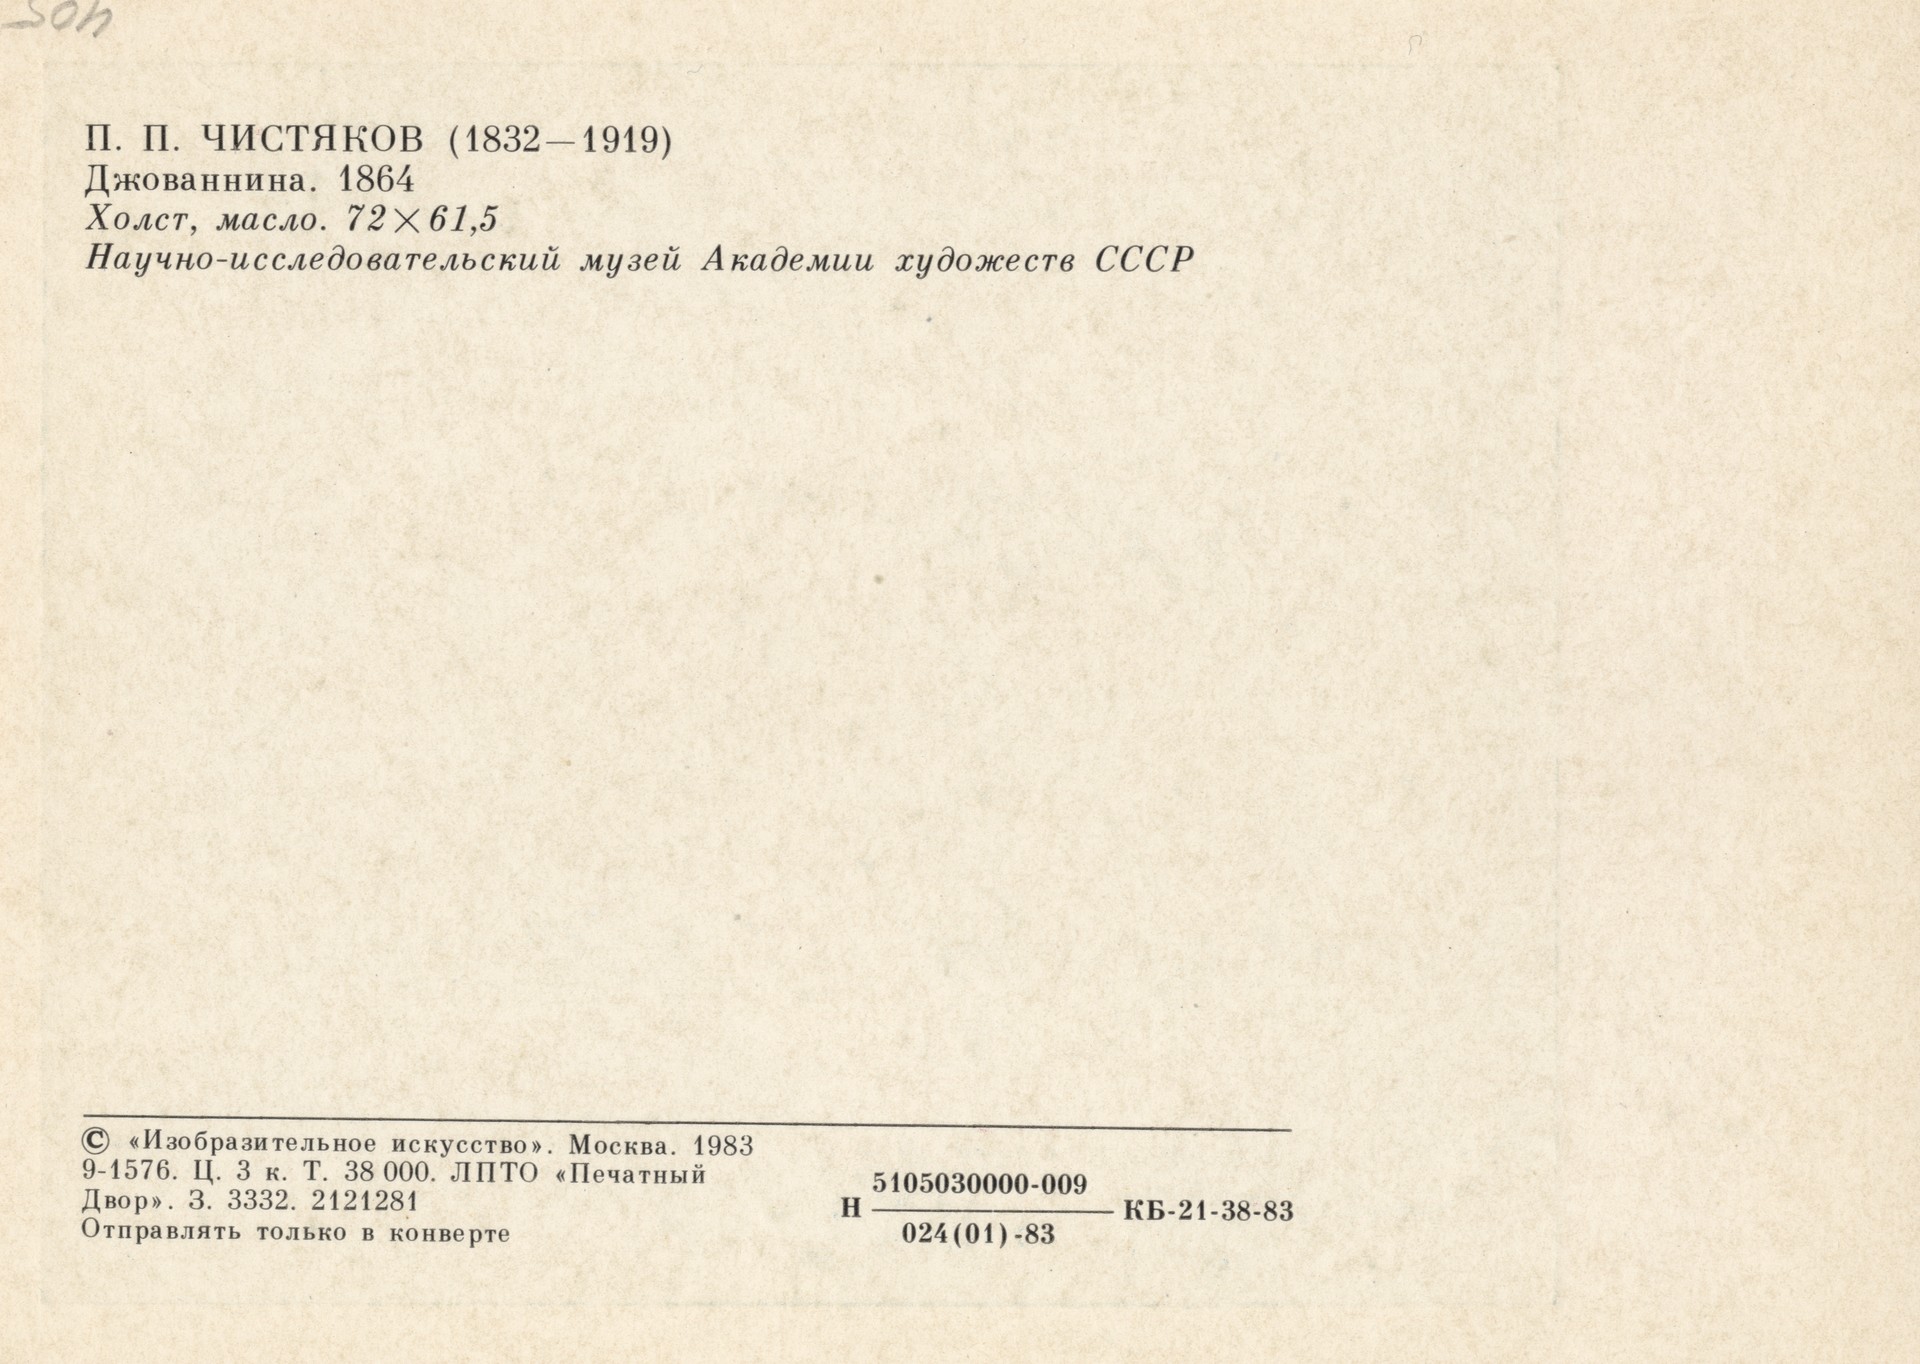 П. П. ЧИСТЯКОВ (1832—1919)
Джованнина. 1864
Холст, масло. 72×61,5
Научно-исследовательский музей Академии художеств СССР
© «Изобразительное искусство». Москва. 1983
9-1576. Ц. 3 к. Т. 38 000. ЛПТО «Печатный
Двор». З. 3332. 2121281
Отправлять только в конверте
5105030000-009
Н КБ-21-38-83
024(01)-83